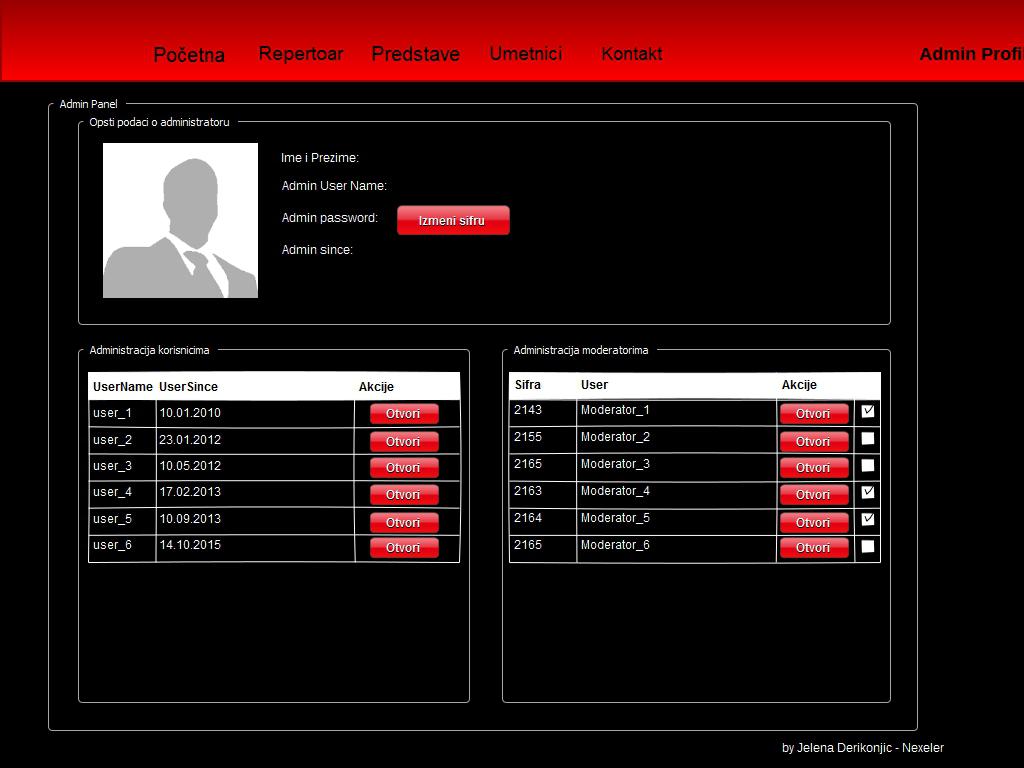 Početna Repertoar Predstave Umetnici Kontakt Admin Profil
Admin Panel
Opsti podaci o administratoru
Ime i Prezime:
Admin User Name:
Admin password: Izmeni sifru
Admin since:
Administracija korisnicima
UserName UserSince Akcije
user_1 10.01.2010 Otvori
user_2 23.01.2012 Otvori
user_3 10.05.2012 Otvori
user_4 17.02.2013 Otvori
user_5 10.09.2013 Otvori
user_6 14.10.2015 Otvori
Administracija moderatorima
Sifra User Akcije
2143 Moderator_1 Otvori
2155 Moderator_2 Otvori
2165 Moderator_3 Otvori
2163 Moderator_4 Otvori
2164 Moderator_5 Otvori
2165 Moderator_6 Otvori
by Jelena Derikonjic - Nexeler